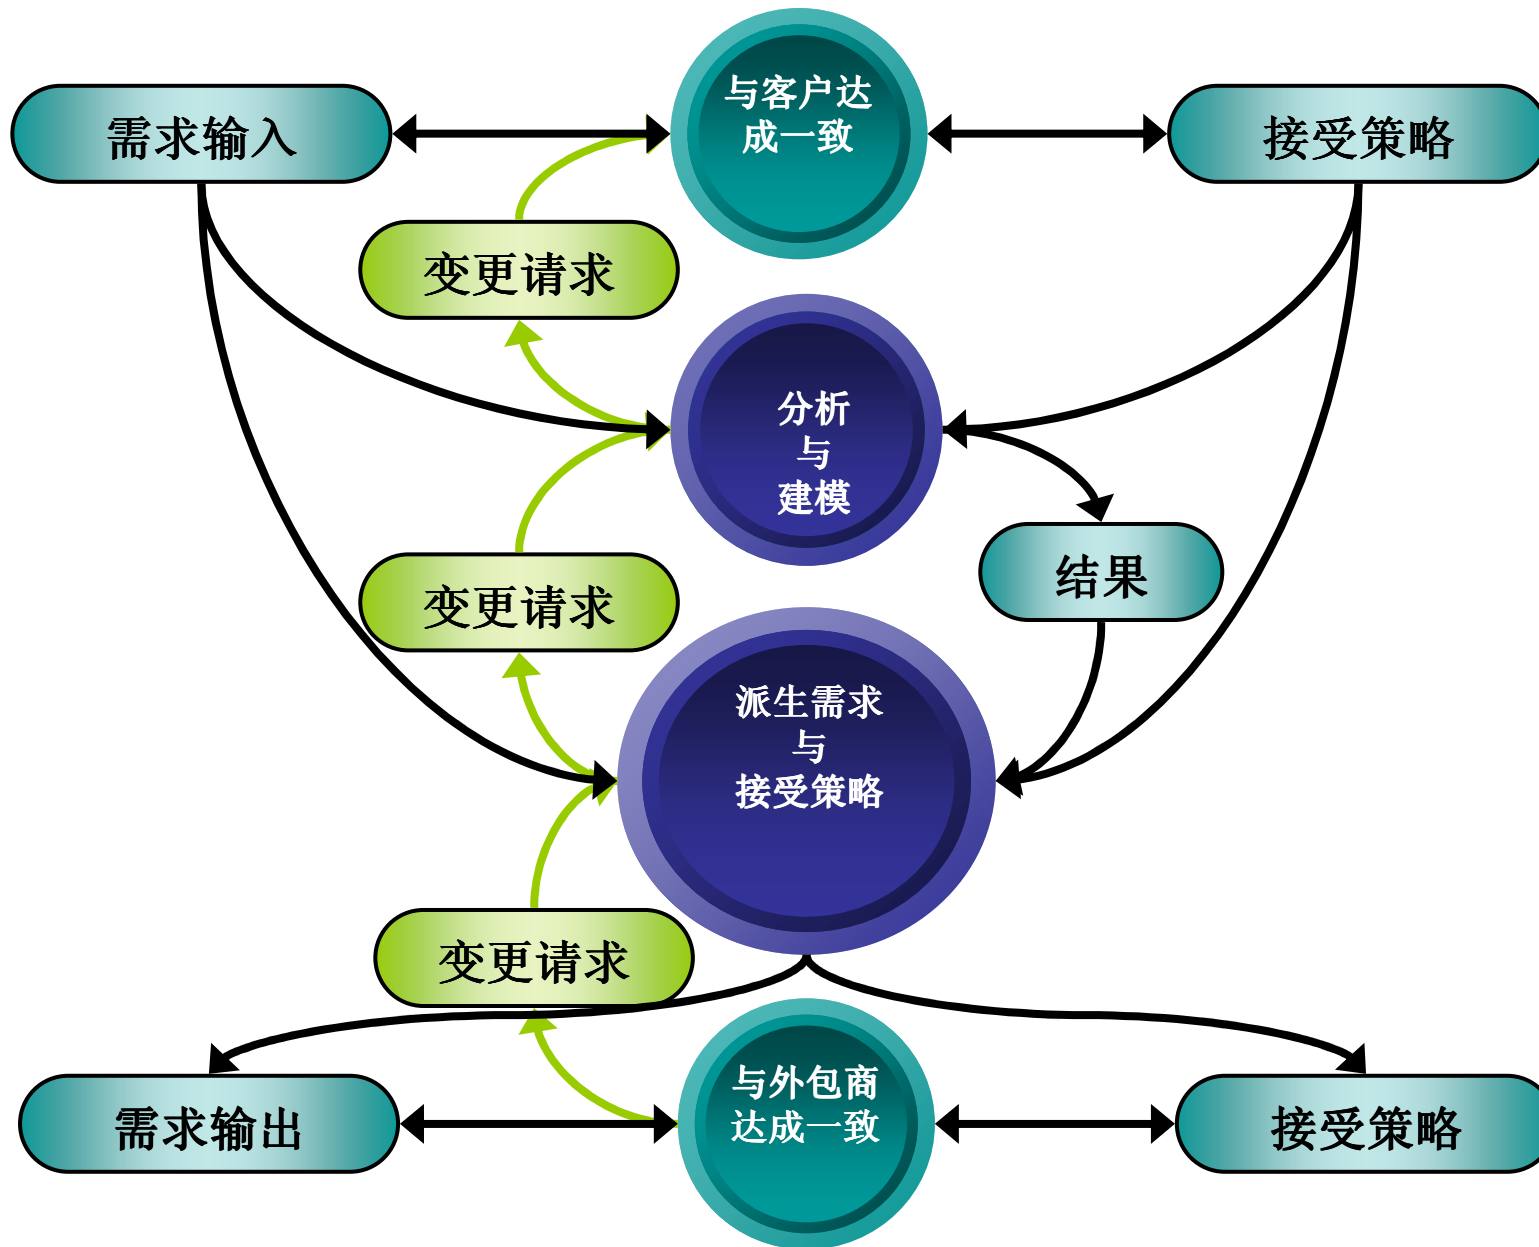 与客户达
成一致
需求输入
接受策略
变更请求
分析
与
建模
结果
变更请求
派生需求
与
接受策略
变更请求
与外包商
达成一致
需求输出
接受策略